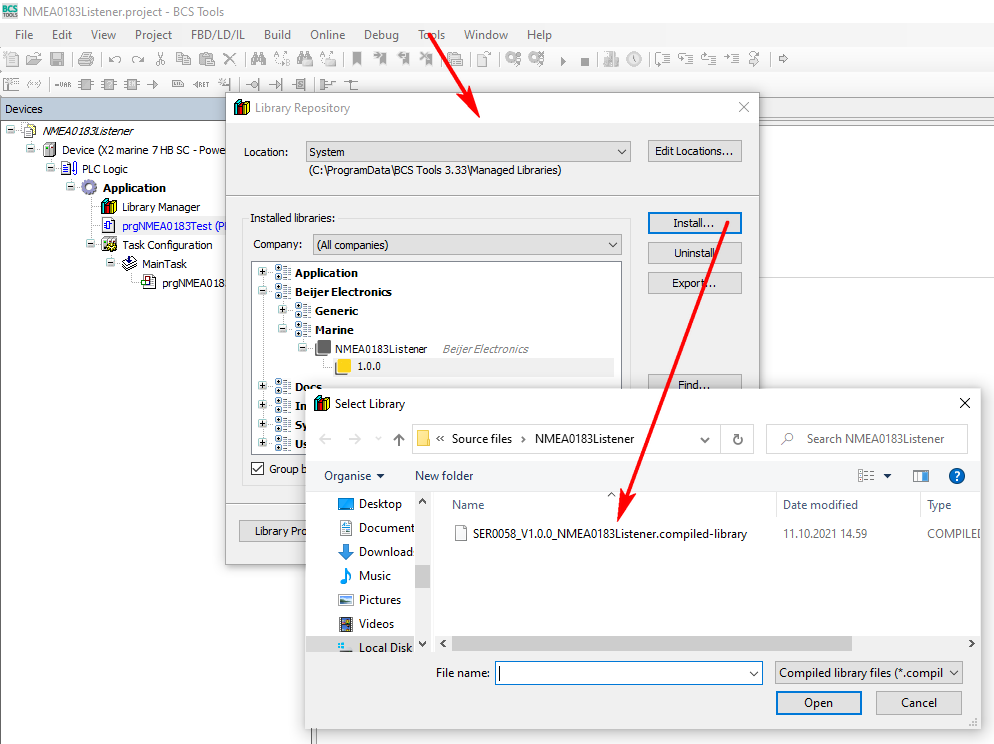 BCS TOOLS
NMEA0183Listener.project - BCS Tools
File Edit View Project FBD/LD/IL Build Online Debug Tools Window Help
Devices
NMEA0183Listener
Device (X2 marine 7 HB SC - Powe
PLC Logic
Application
Library Manager
prgNMEA0183Test (P
Task Configuration
MainTask
prgNMEA018
Library Repository
Location: System Edit Locations...
(C:\ProgramData\BCS Tools 3.33\Managed Libraries)
Installed libraries:
Install...
Company: (All companies)
Uninstall
Application
Beijer Electronics
Export...
Generic
Marine
NMEA0183Listener Beijer Electronics
1.0.0
Docs
Find...
In
Sy
Us
Group b
Library Pro
Select Library
« Source files › NMEA0183Listener
Search NMEA0183Listener
Organise New folder
Name Date modified Type
Desktop
Document
Download
Music
Pictures
Videos
Local Disk
SER0058_V1.0.0_NMEA0183Listener.compiled-library 11.10.2021 14.59 COMPILED
File name: Compiled library files (*.compil
Open Cancel